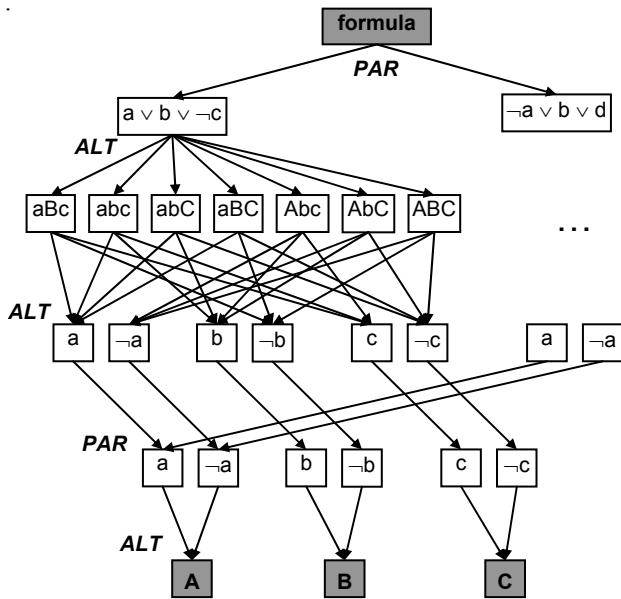 .
formula
PAR
a ∨ b ∨ ¬c
¬a ∨ b ∨ d
ALT
aBc abc abC aBC Abc AbC ABC
. . .
ALT
a ¬a b ¬b c ¬c a ¬a
PAR
a ¬a b ¬b c ¬c
ALT
A B C